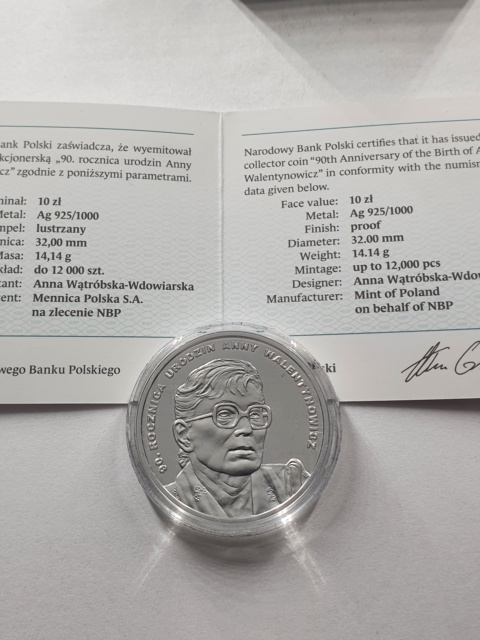 ank Polski zaświadcza, że wyemitował
kcjonerską „90. rocznica urodzin Anny
cz” zgodnie z poniższymi parametrami.
minał: 10 zł
Metal: Ag 925/1000
mpel: lustrzany
nica: 32,00 mm
Masa: 14,14 g
kład: do 12 000 szt.
tant: Anna Wątróbska-Wdowiarska
cent: Mennica Polska S.A.
na zlecenie NBP
wego Banku Polskiego
Narodowy Bank Polski certifies that it has issued
collector coin “90th Anniversary of the Birth of A
Walentynowicz” in conformity with the numism
data given below.
Face value: 10 zł
Metal: Ag 925/1000
Finish: proof
Diameter: 32.00 mm
Weight: 14.14 g
Mintage: up to 12,000 pcs
Designer: Anna Wątróbska-Wdow
Manufacturer: Mint of Poland
on behalf of NBP
90. ROCZNICA URODZIN ANNY WALENTYNOWICZ